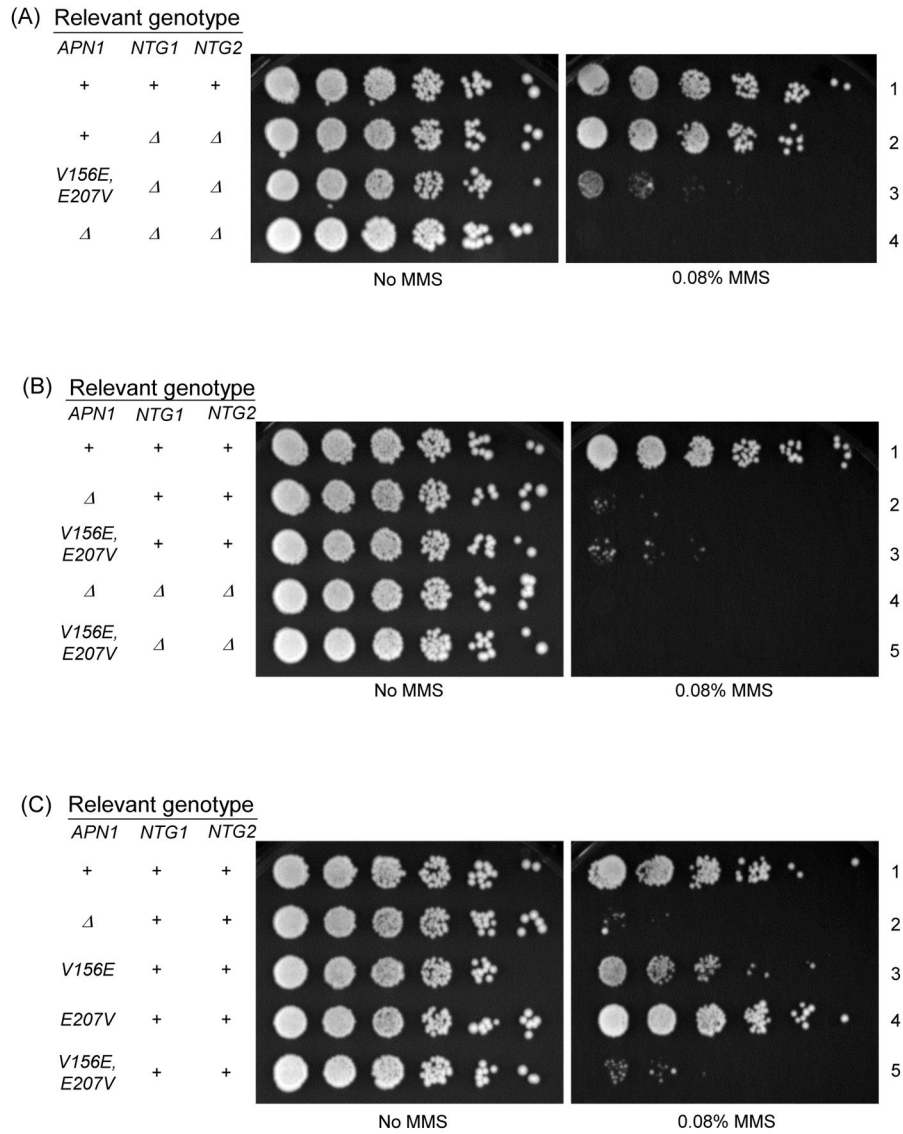 (A) Relevant genotype
APN1 NTG1 NTG2
+ + + 1
+ Δ Δ 2
V156E,
E207V Δ Δ 3
Δ Δ Δ 4
No MMS 0.08% MMS
(B) Relevant genotype
APN1 NTG1 NTG2
+ + + 1
Δ + + 2
V156E,
E207V + + 3
Δ Δ Δ 4
V156E,
E207V Δ Δ 5
No MMS 0.08% MMS
(C) Relevant genotype
APN1 NTG1 NTG2
+ + + 1
Δ + + 2
V156E + + 3
E207V + + 4
V156E,
E207V + + 5
No MMS 0.08% MMS